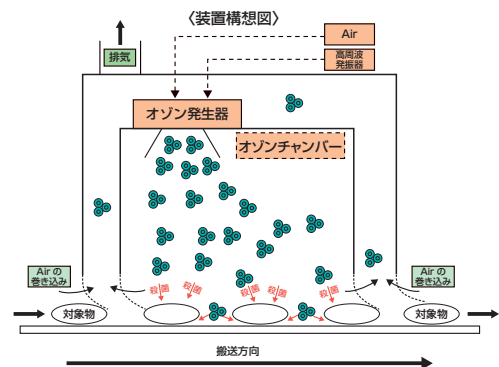 〈装置構想図〉
排気
Air
高周波
発振器
オゾン発生器
オゾンチャンバー
Airの
巻き込み
Airの
巻き込み
殺菌
殺菌
殺菌
殺菌
殺菌
対象物
対象物
搬送方向